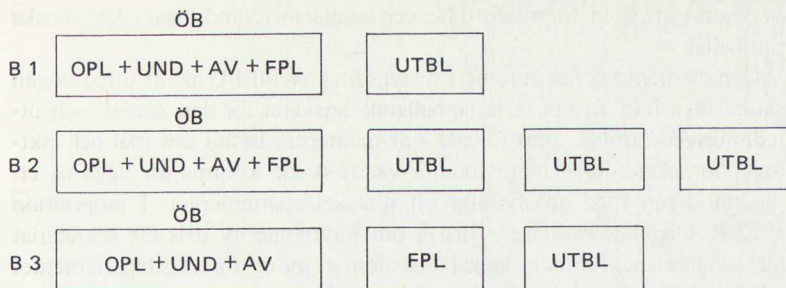 ÖB
B 1 OPL + UND + AV + FPL UTBL
ÖB
B 2 OPL + UND + AV + FPL UTBL UTBL UTBL
ÖB
B 3 OPL + UND + AV FPL UTBL